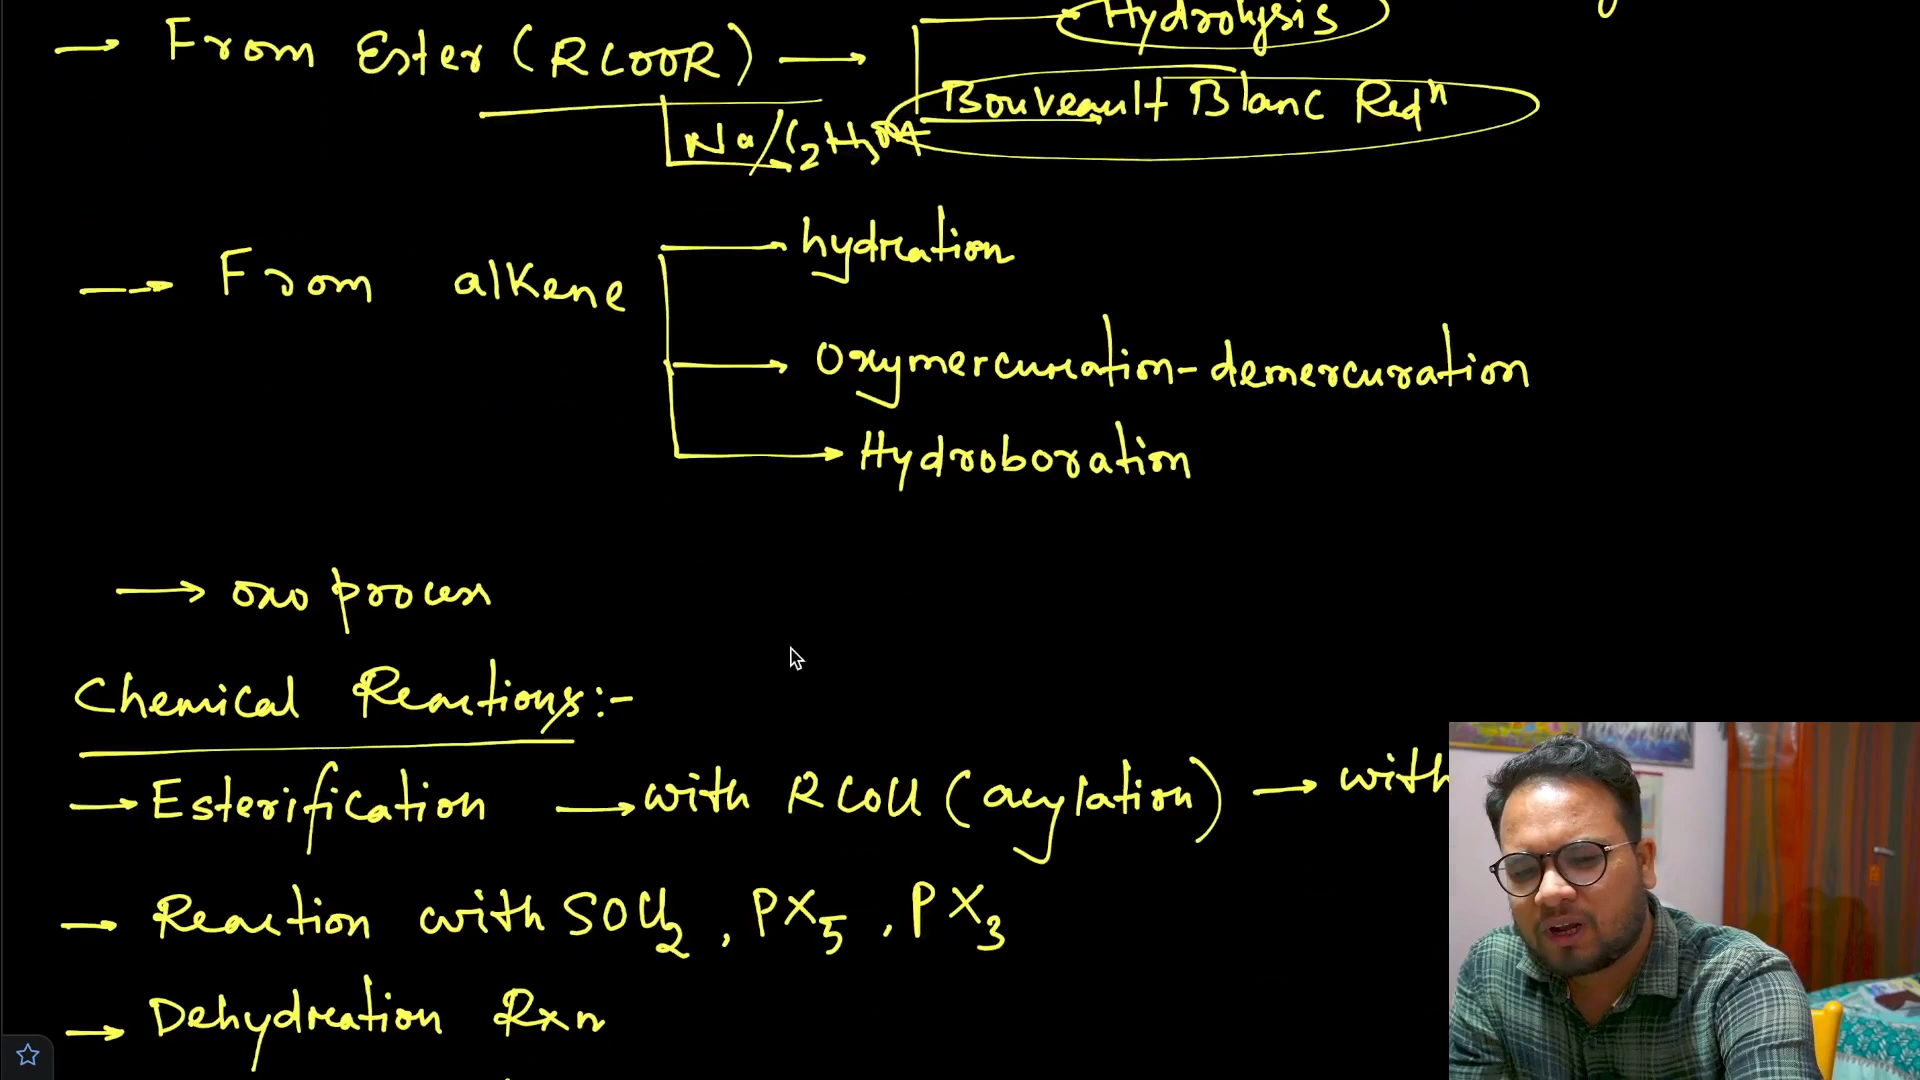 Hydrolysis
→ From Ester (RCOOR) →
Bouveault Blanc Redⁿ
Na/C₂H₅OH
hydration
→ From alkene
Oxymercuration-demercuration
Hydroboration
→ oxo process
Chemical Reactions:-
→ Esterification → with RCOCl (acylation) → with
→ Reaction with SOCl₂, PX₅, PX₃
→ Dehydration Rxn